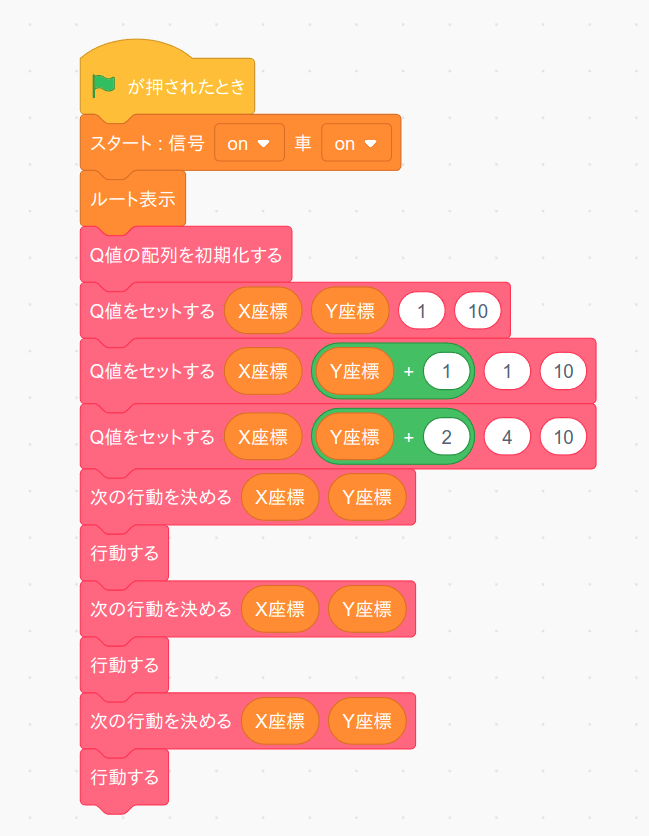 が押されたとき
スタート : 信号 on 車 on
ルート表示
Q値の配列を初期化する
Q値をセットする X座標 Y座標 1 10
Q値をセットする X座標 Y座標 + 1 1 10
Q値をセットする X座標 Y座標 + 2 4 10
次の行動を決める X座標 Y座標
行動する
次の行動を決める X座標 Y座標
行動する
次の行動を決める X座標 Y座標
行動する